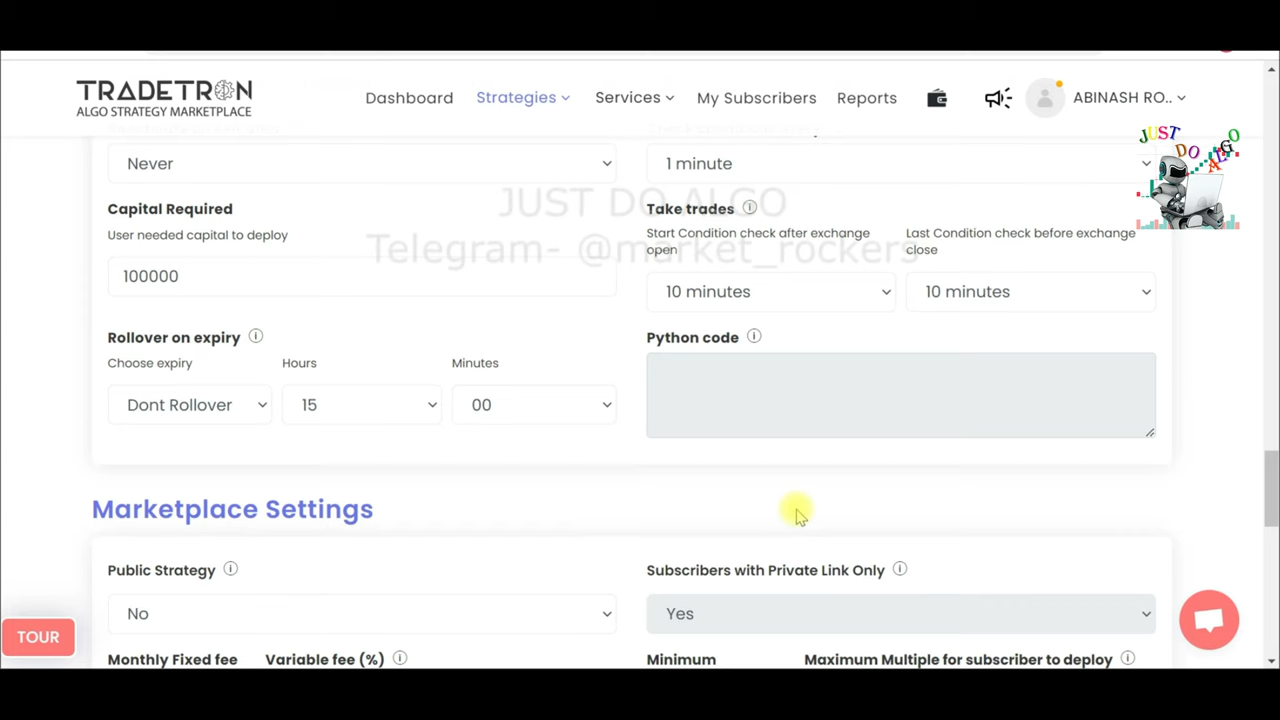 TRADETRON
ALGO STRATEGY MARKETPLACE
Dashboard Strategies Services My Subscribers Reports ABINASH RO..
JUST DO ALGO
Never 1 minute
JUST DO ALGO
Telegram- @market_rockers
Capital Required Take trades
User needed capital to deploy Start Condition check after exchange open Last Condition check before exchange close
100000 10 minutes 10 minutes
Rollover on expiry Python code
Choose expiry Hours Minutes
Dont Rollover 15 00
Marketplace Settings
Public Strategy Subscribers with Private Link Only
No Yes
TOUR
Monthly Fixed fee Variable fee (%) Minimum Maximum Multiple for subscriber to deploy